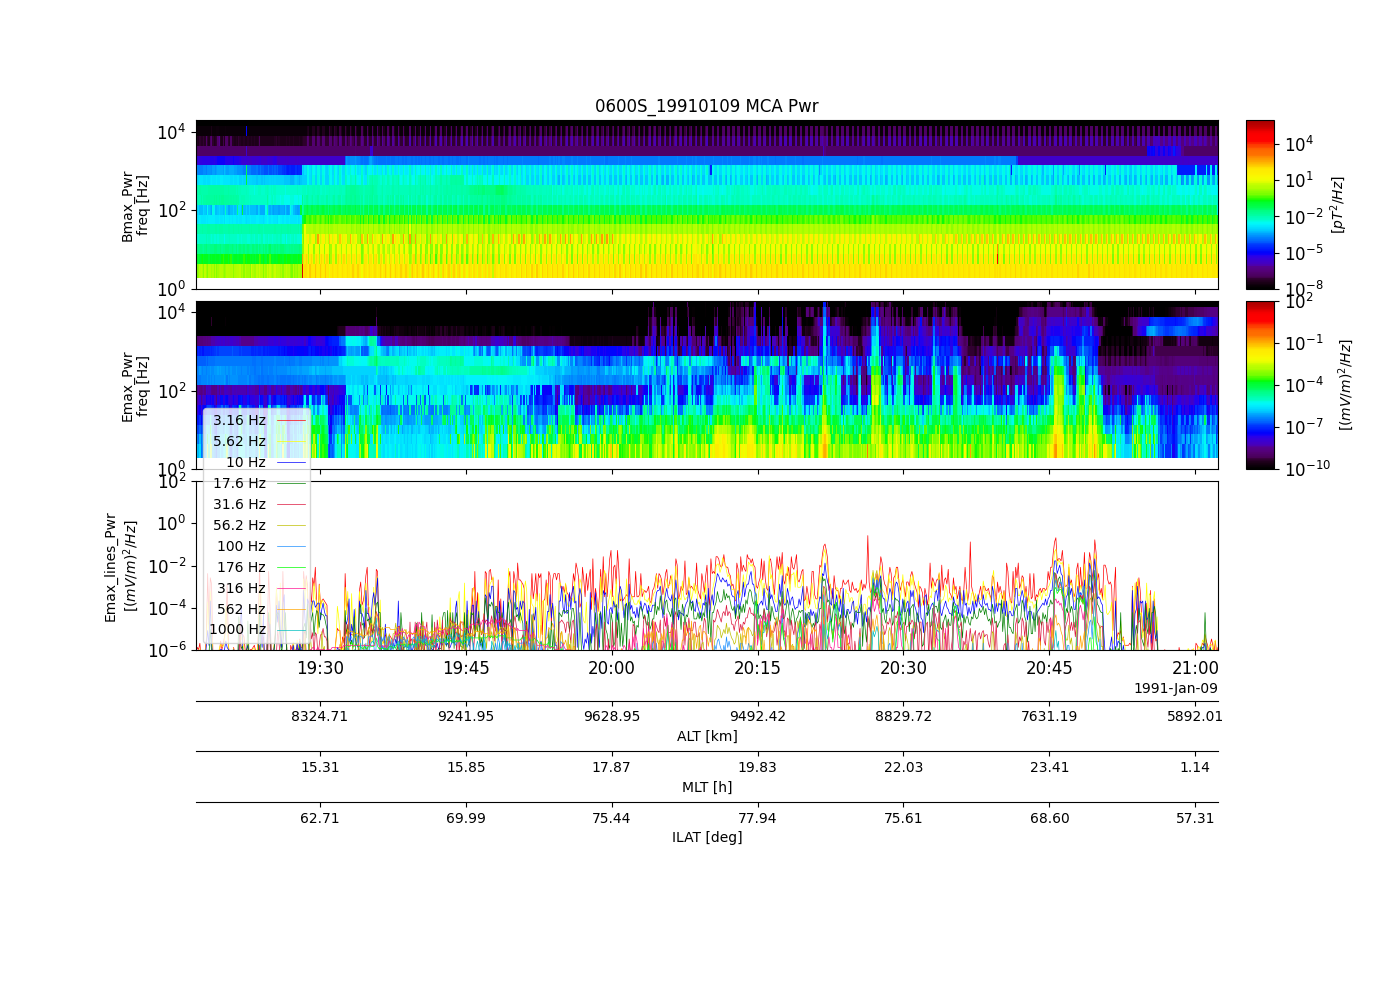 0600S_19910109 MCA Pwr
10^4
10^2
10^0
Bmax_Pwr
freq [Hz]
10^4
10^1
10^-2
10^-5
10^-8
[pT^2/Hz]
10^4
10^2
10^0
Emax_Pwr
freq [Hz]
10^2
10^-1
10^-4
10^-7
10^-10
[(mV/m)^2/Hz]
3.16 Hz
5.62 Hz
10 Hz
17.6 Hz
31.6 Hz
56.2 Hz
100 Hz
176 Hz
316 Hz
562 Hz
1000 Hz
10^2
10^0
10^-2
10^-4
10^-6
Emax_lines_Pwr
[(mV/m)^2/Hz]
19:30 19:45 20:00 20:15 20:30 20:45 21:00
1991-Jan-09
8324.71 9241.95 9628.95 9492.42 8829.72 7631.19 5892.01
ALT [km]
15.31 15.85 17.87 19.83 22.03 23.41 1.14
MLT [h]
62.71 69.99 75.44 77.94 75.61 68.60 57.31
ILAT [deg]